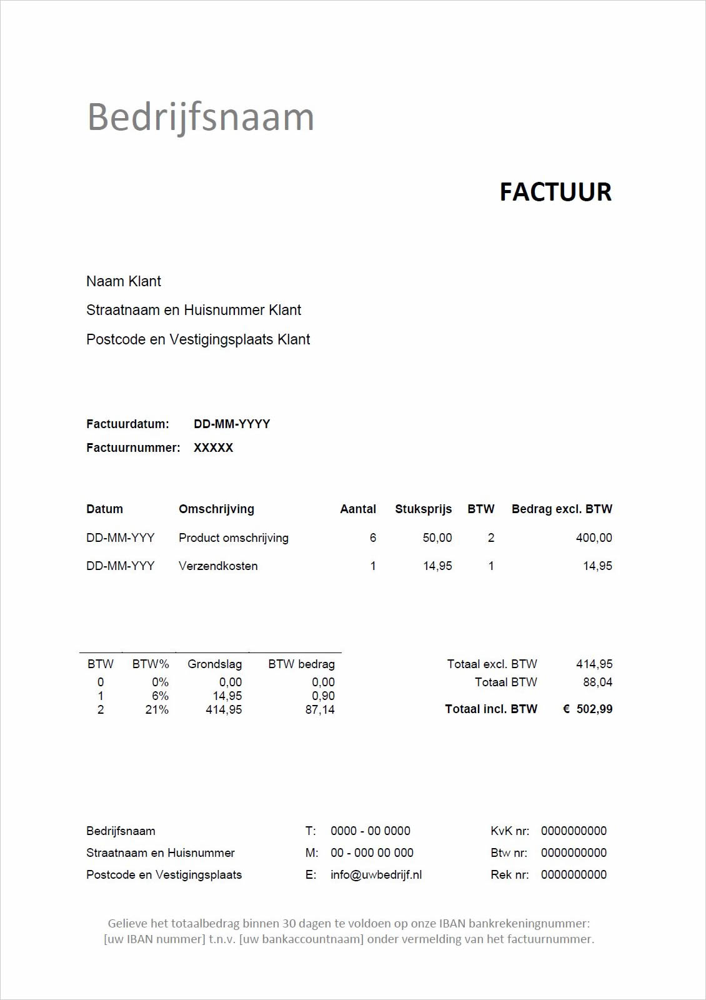 Bedrijfsnaam
FACTUUR
Naam Klant
Straatnaam en Huisnummer Klant
Postcode en Vestigingsplaats Klant
Factuurdatum: DD-MM-YYYY
Factuurnummer: XXXXX
Datum Omschrijving Aantal Stuksprijs BTW Bedrag excl. BTW
DD-MM-YYY Product omschrijving 6 50,00 2 400,00
DD-MM-YYY Verzendkosten 1 14,95 1 14,95
BTW BTW% Grondslag BTW bedrag Totaal excl. BTW 414,95
0 0% 0,00 0,00 Totaal BTW 88,04
1 6% 14,95 0,90
2 21% 414,95 87,14 Totaal incl. BTW € 502,99
Bedrijfsnaam T: 0000 - 00 0000 KvK nr: 0000000000
Straatnaam en Huisnummer M: 00 - 000 00 000 Btw nr: 0000000000
Postcode en Vestigingsplaats E: info@uwbedrijf.nl Rek nr: 0000000000
Gelieve het totaalbedrag binnen 30 dagen te voldoen op onze IBAN bankrekeningnummer:
[uw IBAN nummer] t.n.v. [uw bankaccountnaam] onder vermelding van het factuurnummer.